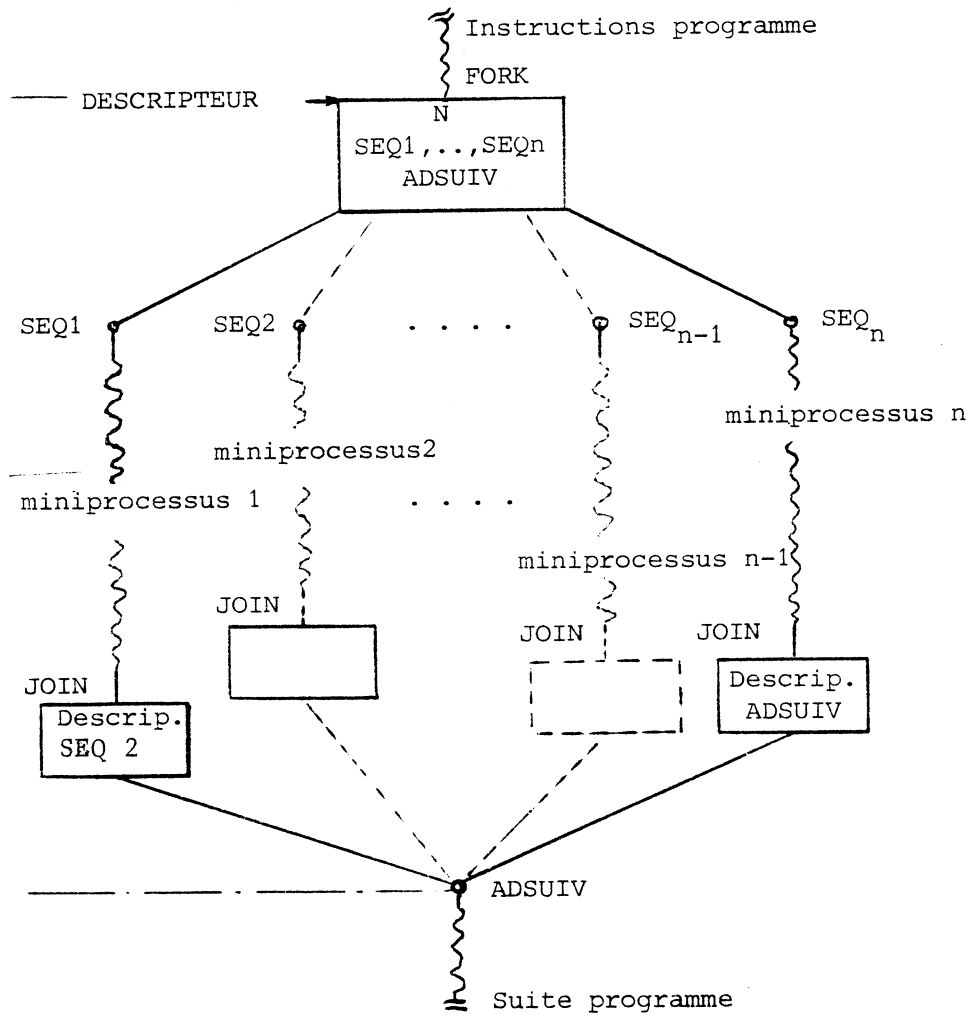 Instructions programme
FORK
DESCRIPTEUR
N
SEQ1,..,SEQn
ADSUIV
SEQ1
SEQ2
. . . .
SEQn-1
SEQn
miniprocessus n
miniprocessus2
miniprocessus 1
. . . .
miniprocessus n-1
JOIN
JOIN
JOIN
Descrip.
ADSUIV
JOIN
Descrip.
SEQ 2
ADSUIV
Suite programme